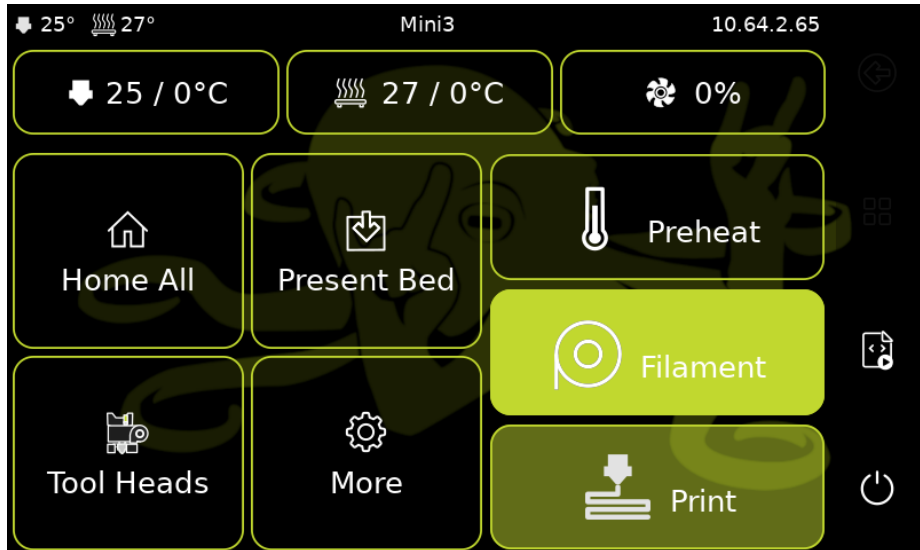 25° 27° Mini3 10.64.2.65
25 / 0°C 27 / 0°C 0%
Home All
Present Bed
Preheat
Filament
Tool Heads
More
Print